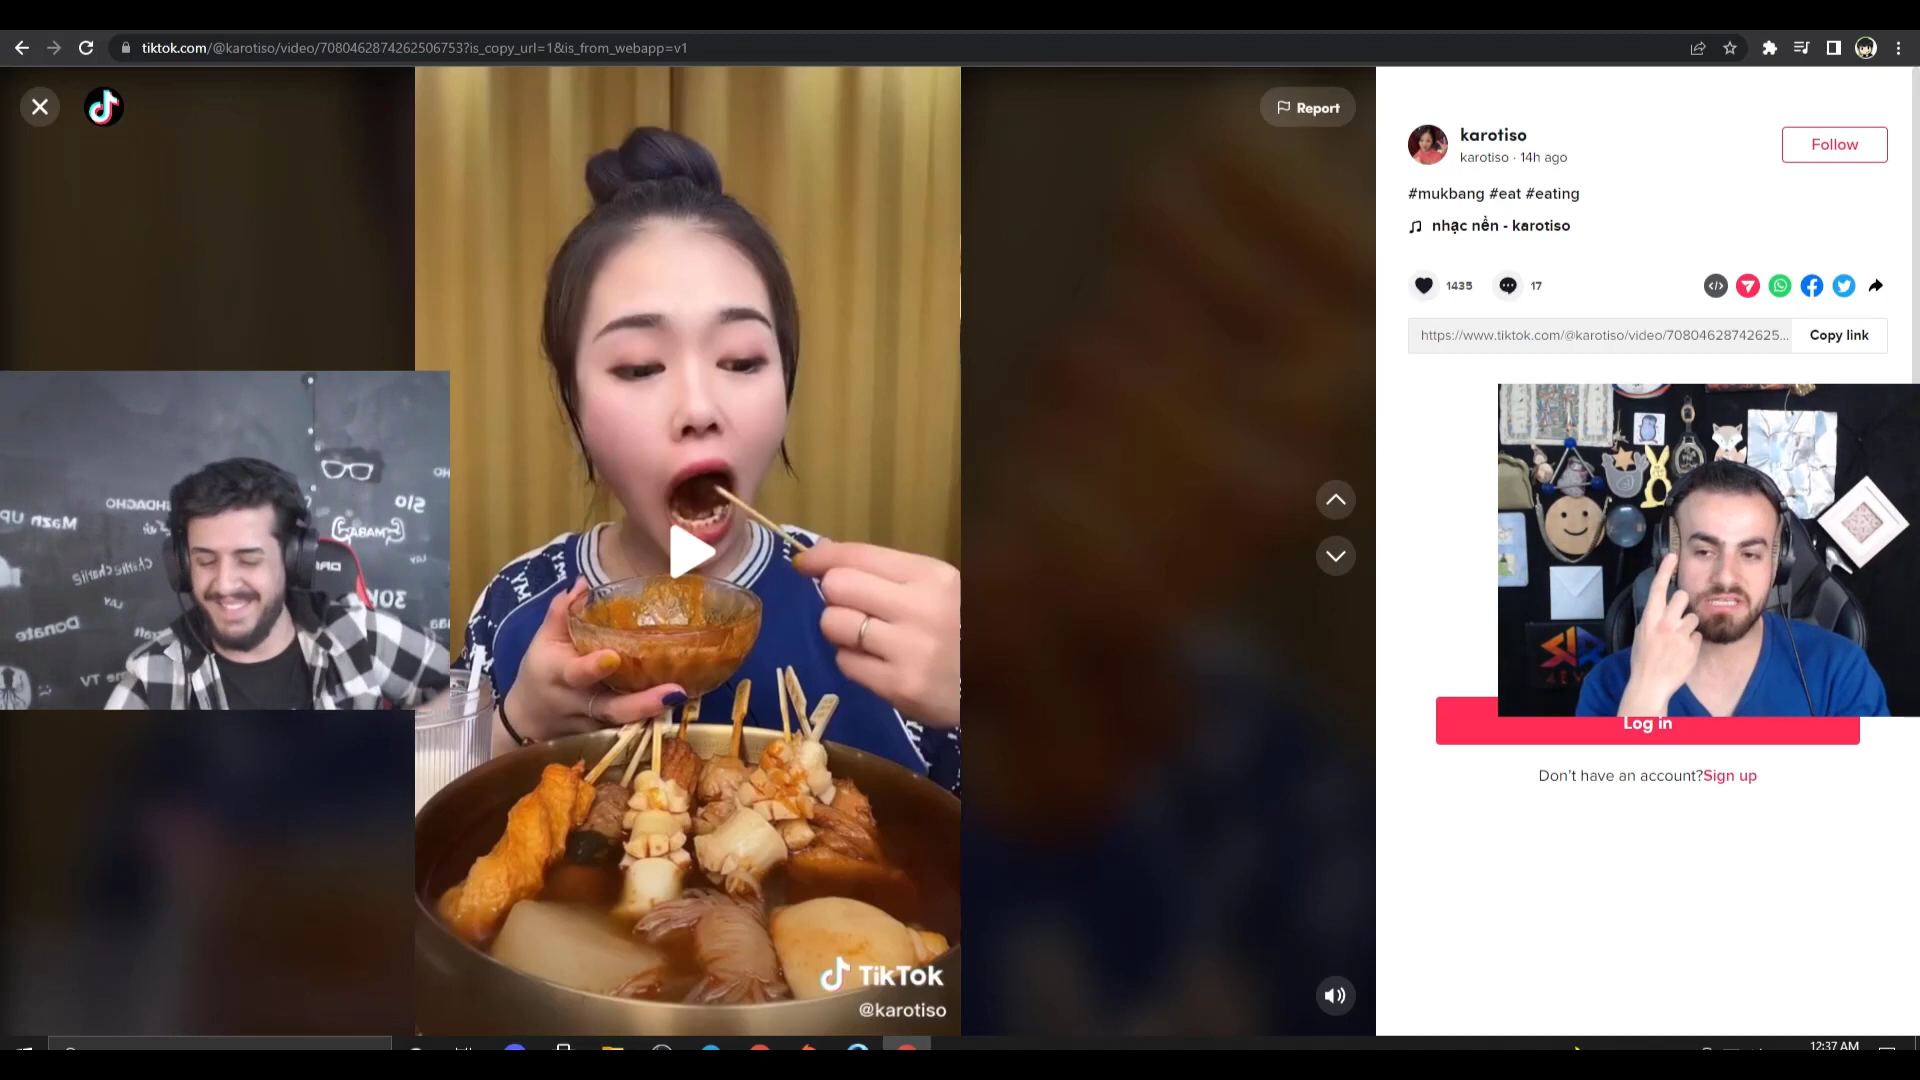 tiktok.com/@karotiso/video/7080462874262506753?is_copy_url=1&is_from_webapp=v1
Report
karotiso
karotiso · 14h ago
Follow
#mukbang #eat #eating
nhạc nền - karotiso
1435
17
https://www.tiktok.com/@karotiso/video/70804628742625...
Copy link
Log in
Don't have an account? Sign up
TikTok
@karotiso
Donate
30K
12:37 AM